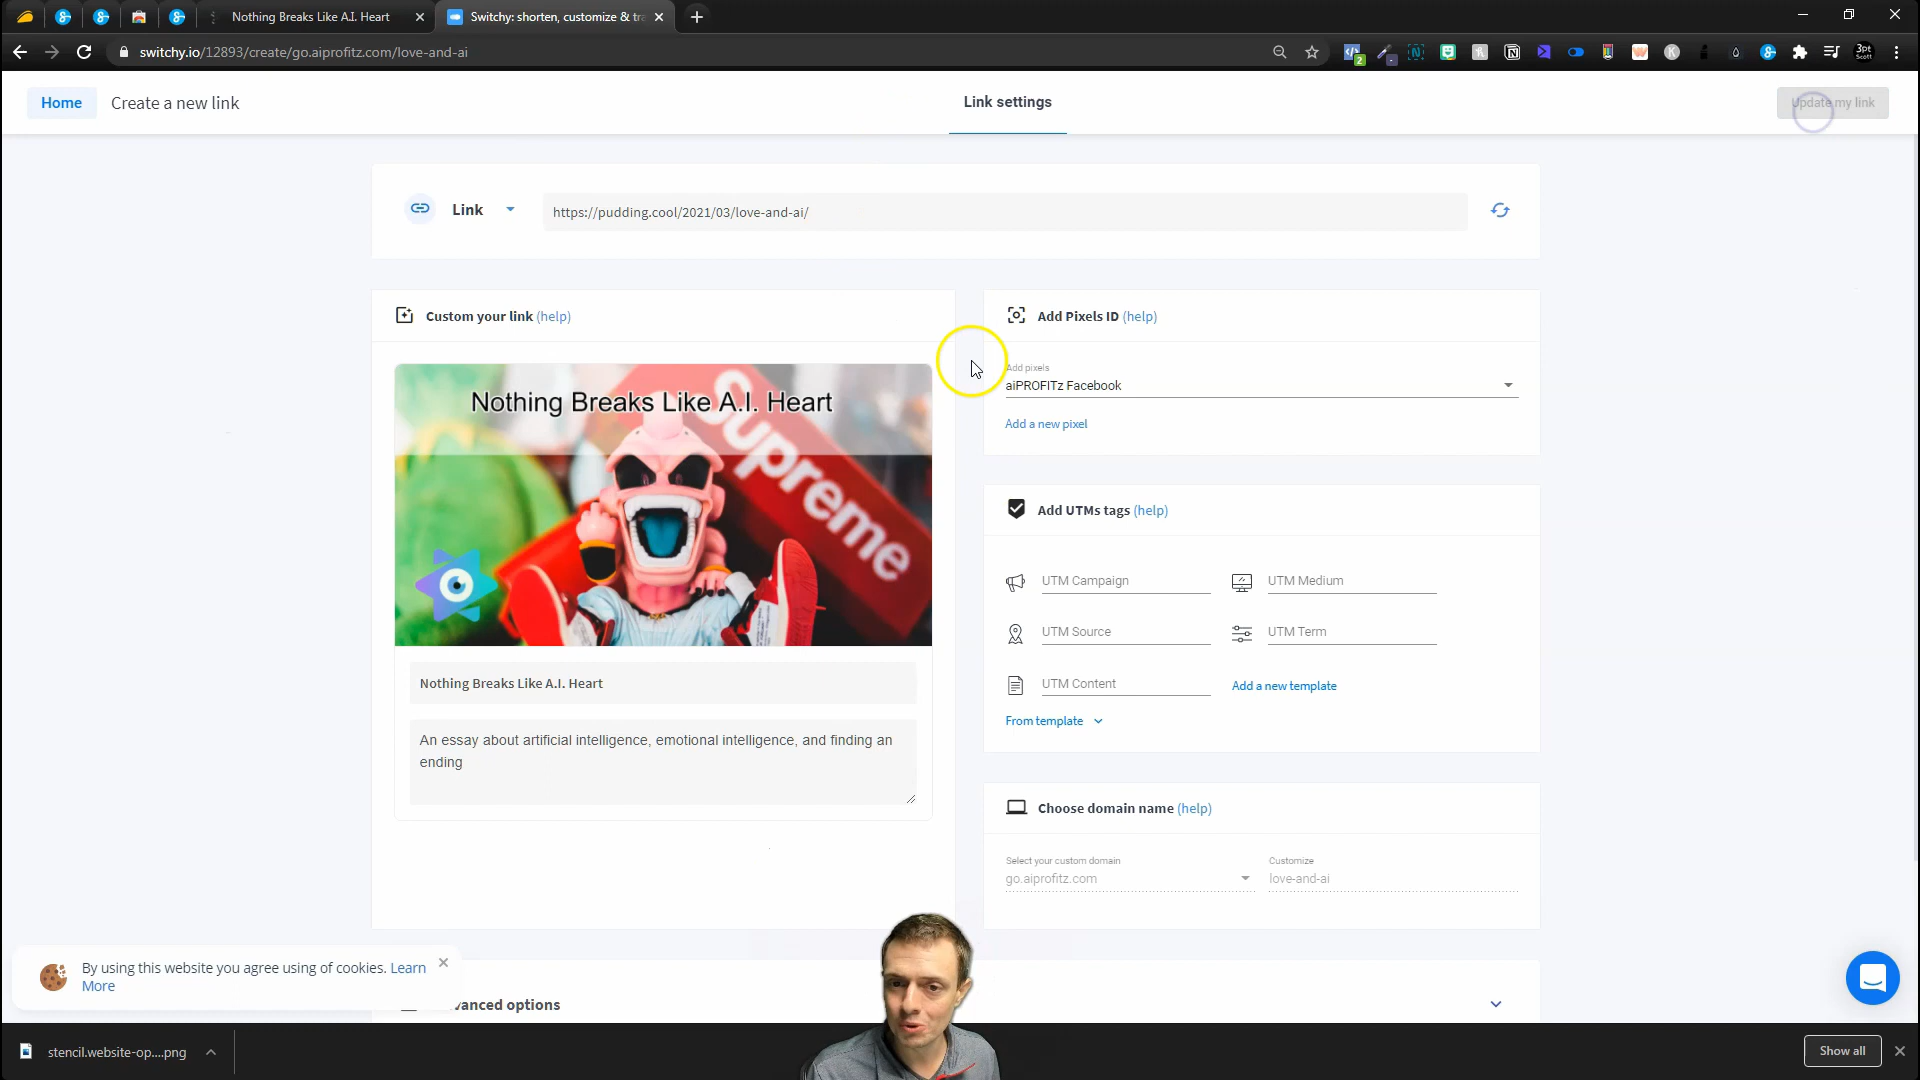 Nothing Breaks Like A.I. Heart
Switchy: shorten, customize & tra
switchy.io/12893/create/go.aiprofitz.com/love-and-ai
2
3pt
Scott
Home
Create a new link
Link settings
Update my link
Link
https://pudding.cool/2021/03/love-and-ai/
Custom your link (help)
Nothing Breaks Like A.I. Heart
Supreme
Nothing Breaks Like A.I. Heart
An essay about artificial intelligence, emotional intelligence, and finding an
ending
Add Pixels ID (help)
Add pixels
aiPROFITz Facebook
Add a new pixel
Add UTMs tags (help)
UTM Campaign
UTM Medium
UTM Source
UTM Term
UTM Content
Add a new template
From template
Choose domain name (help)
Select your custom domain
go.aiprofitz.com
Customize
love-and-ai
By using this website you agree using of cookies. Learn
More
vanced options
stencil.website-op....png
Show all